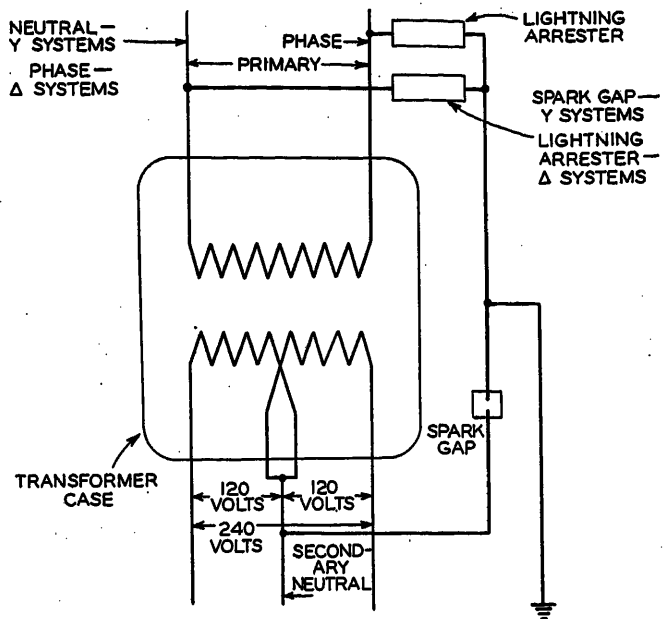 NEUTRAL—
Y SYSTEMS
PHASE—
Δ SYSTEMS
PHASE
PRIMARY
LIGHTNING
ARRESTER
SPARK GAP—
Y SYSTEMS
LIGHTNING
ARRESTER—
Δ SYSTEMS
SPARK
GAP
TRANSFORMER
CASE
120
VOLTS
120
VOLTS
240
VOLTS
SECOND-
ARY
NEUTRAL